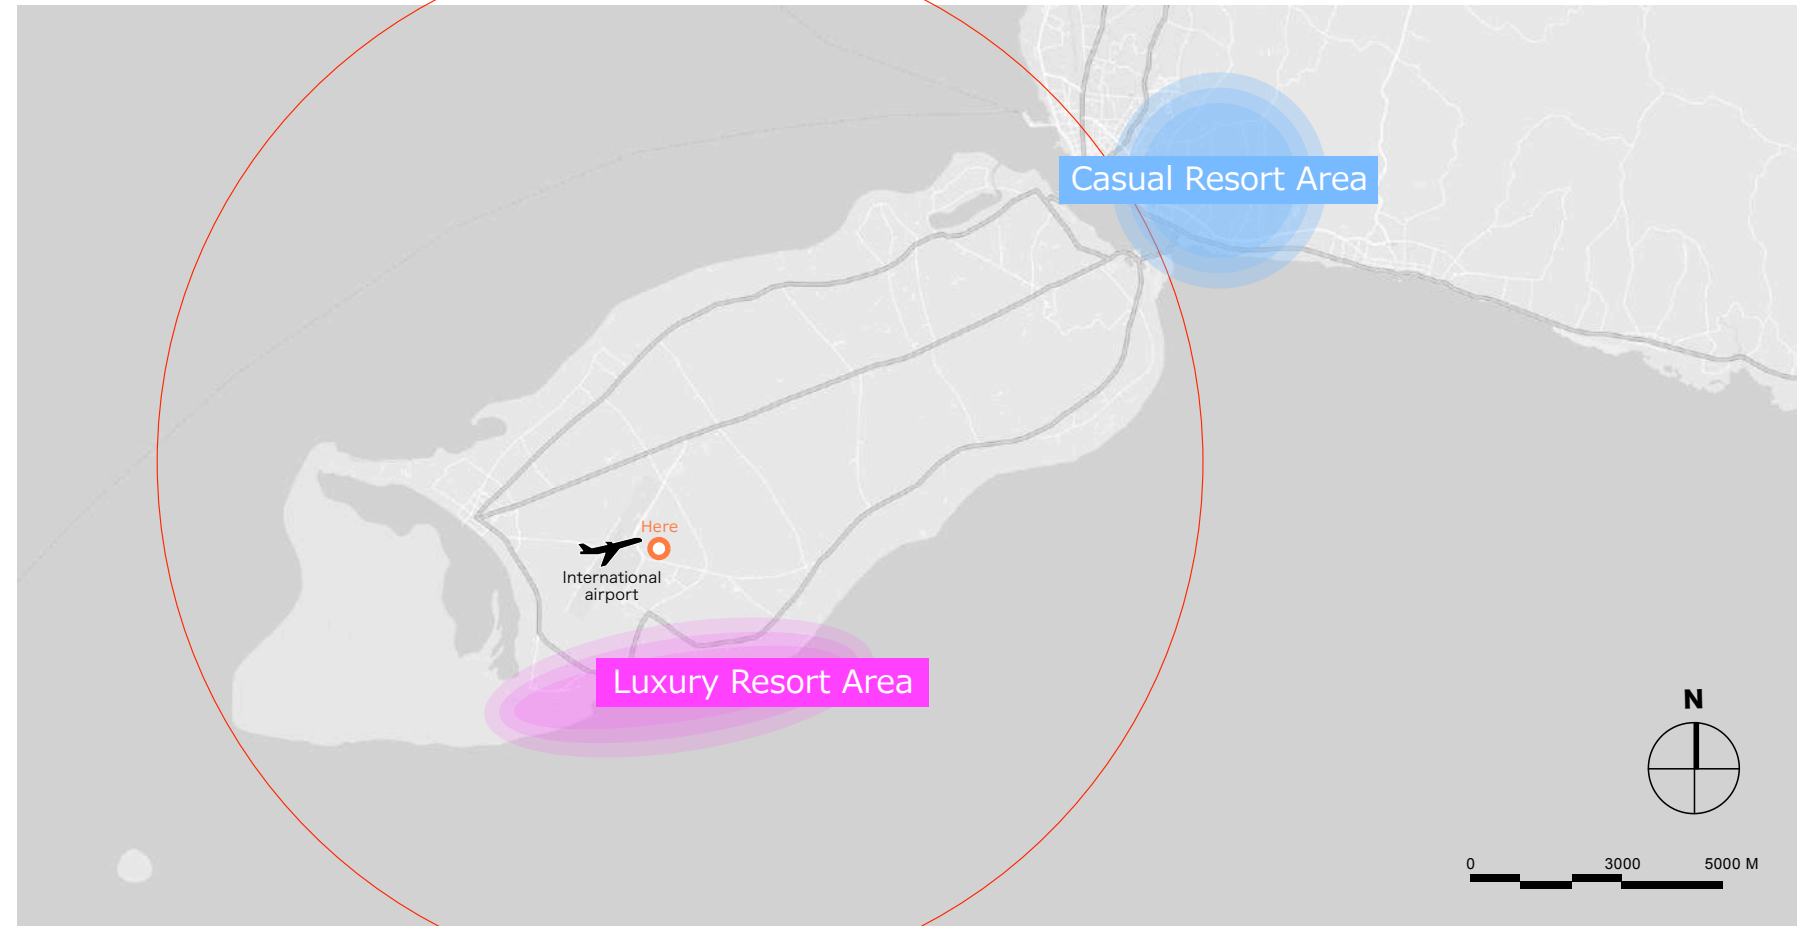 Casual Resort Area
Here
International
airport
Luxury Resort Area
N
0 3000 5000 M